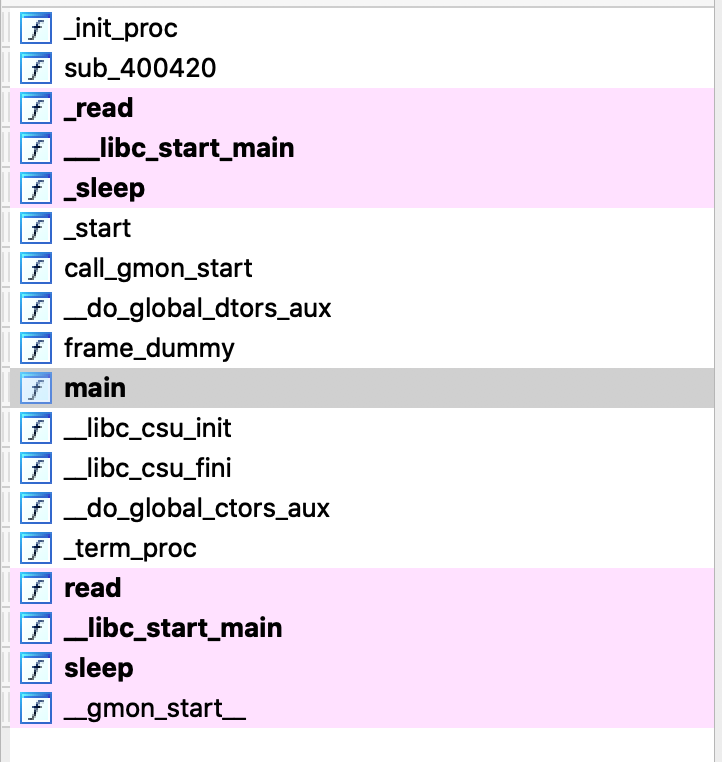 f _init_proc
f sub_400420
f _read
f ___libc_start_main
f _sleep
f _start
f call_gmon_start
f __do_global_dtors_aux
f frame_dummy
f main
f __libc_csu_init
f __libc_csu_fini
f __do_global_ctors_aux
f _term_proc
f read
f __libc_start_main
f sleep
f __gmon_start__